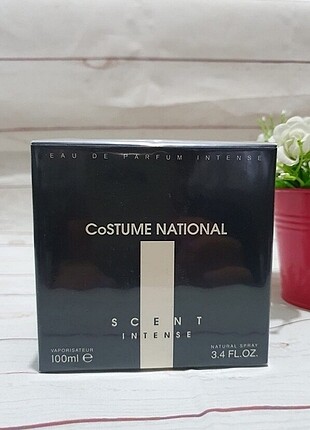 EAU DE PARFUM INTENSE
CoSTUME NATIONAL
SCENT
INTENSE
VAPORISATEUR
100ml e
NATURAL SPRAY
3.4 FL.OZ.